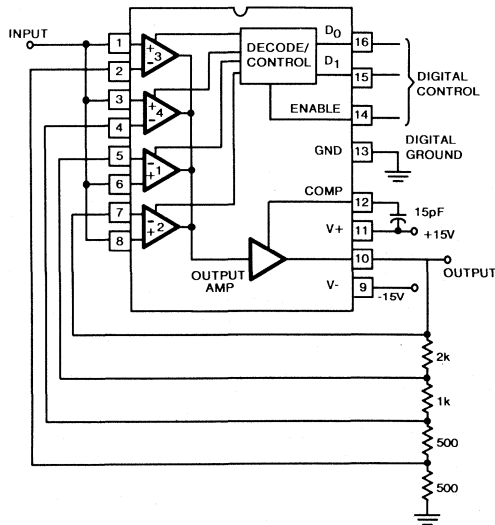 INPUT
1
2
3
4
5
6
7
8
+
-
3
+
-
4
-
+
1
-
+
2
DECODE/
CONTROL
D0
D1
ENABLE
GND
COMP
V+
V-
OUTPUT
AMP
16
15
14
13
12
11
10
9
DIGITAL
CONTROL
DIGITAL
GROUND
15pF
+15V
OUTPUT
-15V
2k
1k
500
500